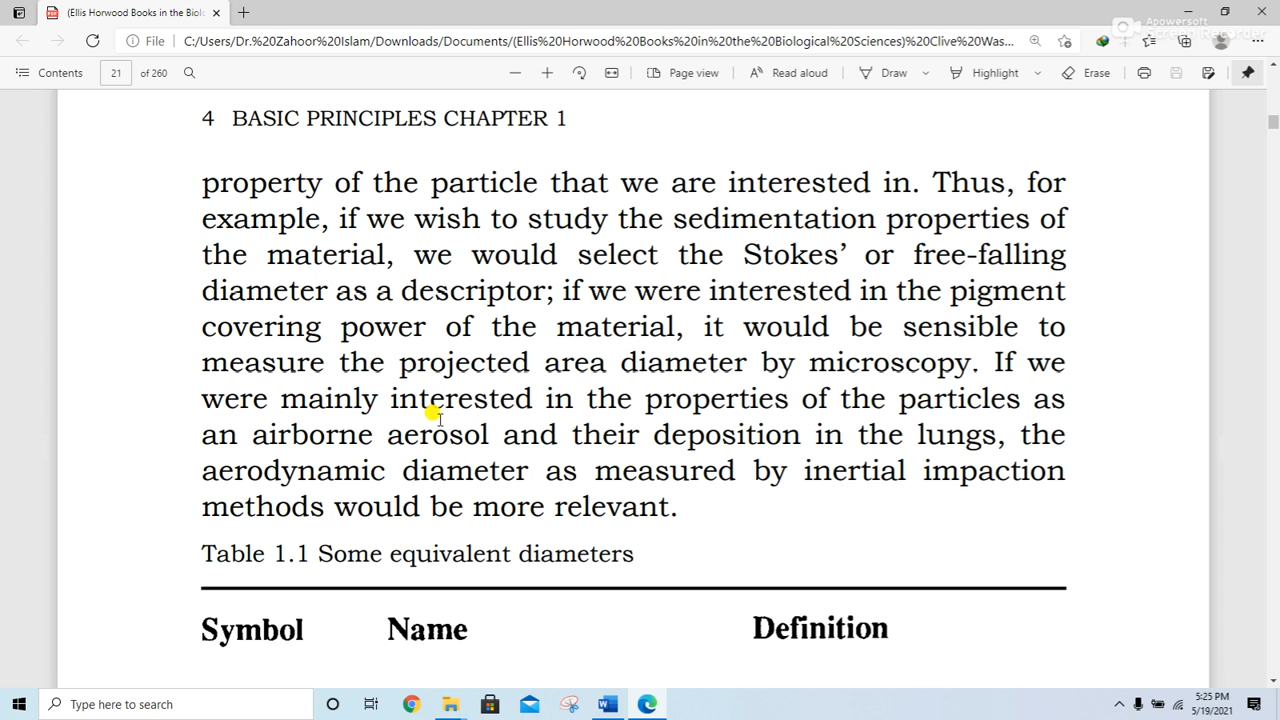 (Ellis Horwood Books in the Biol
File
C:/Users/Dr.%20Zahoor%20Islam/Downloads/Documents/(Ellis%20Horwood%20Books%20in%20the%20Biological%20Sciences)%20Clive%20Was...
Apowersoft
Screen Recorder
Contents
21
of 260
Page view
Read aloud
Draw
Highlight
Erase
4 BASIC PRINCIPLES CHAPTER 1
property of the particle that we are interested in. Thus, for
example, if we wish to study the sedimentation properties of
the material, we would select the Stokes’ or free-falling
diameter as a descriptor; if we were interested in the pigment
covering power of the material, it would be sensible to
measure the projected area diameter by microscopy. If we
were mainly interested in the properties of the particles as
an airborne aerosol and their deposition in the lungs, the
aerodynamic diameter as measured by inertial impaction
methods would be more relevant.
Table 1.1 Some equivalent diameters
Symbol Name Definition
Type here to search
5:25 PM
5/19/2021